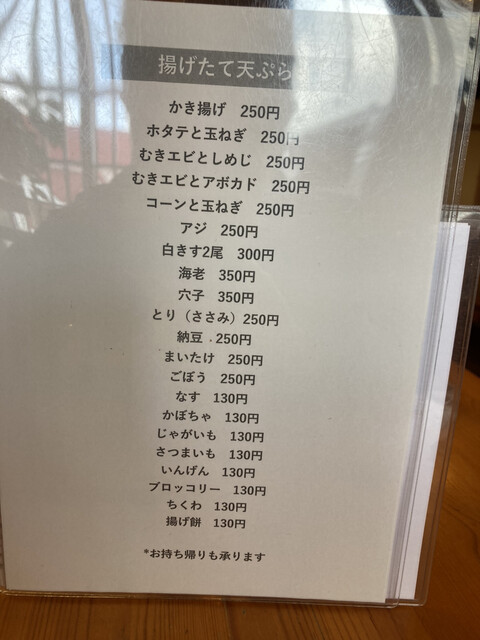 揚げたて天ぷら
かき揚げ 250円
ホタテと玉ねぎ 250円
むきエビとしめじ 250円
むきエビとアボカド 250円
コーンと玉ねぎ 250円
アジ 250円
白きす2尾 300円
海老 350円
穴子 350円
とり（ささみ）250円
納豆 250円
まいたけ 250円
ごぼう 250円
なす 130円
かぼちゃ 130円
じゃがいも 130円
さつまいも 130円
いんげん 130円
ブロッコリー 130円
ちくわ 130円
揚げ餅 130円
*お持ち帰りも承ります